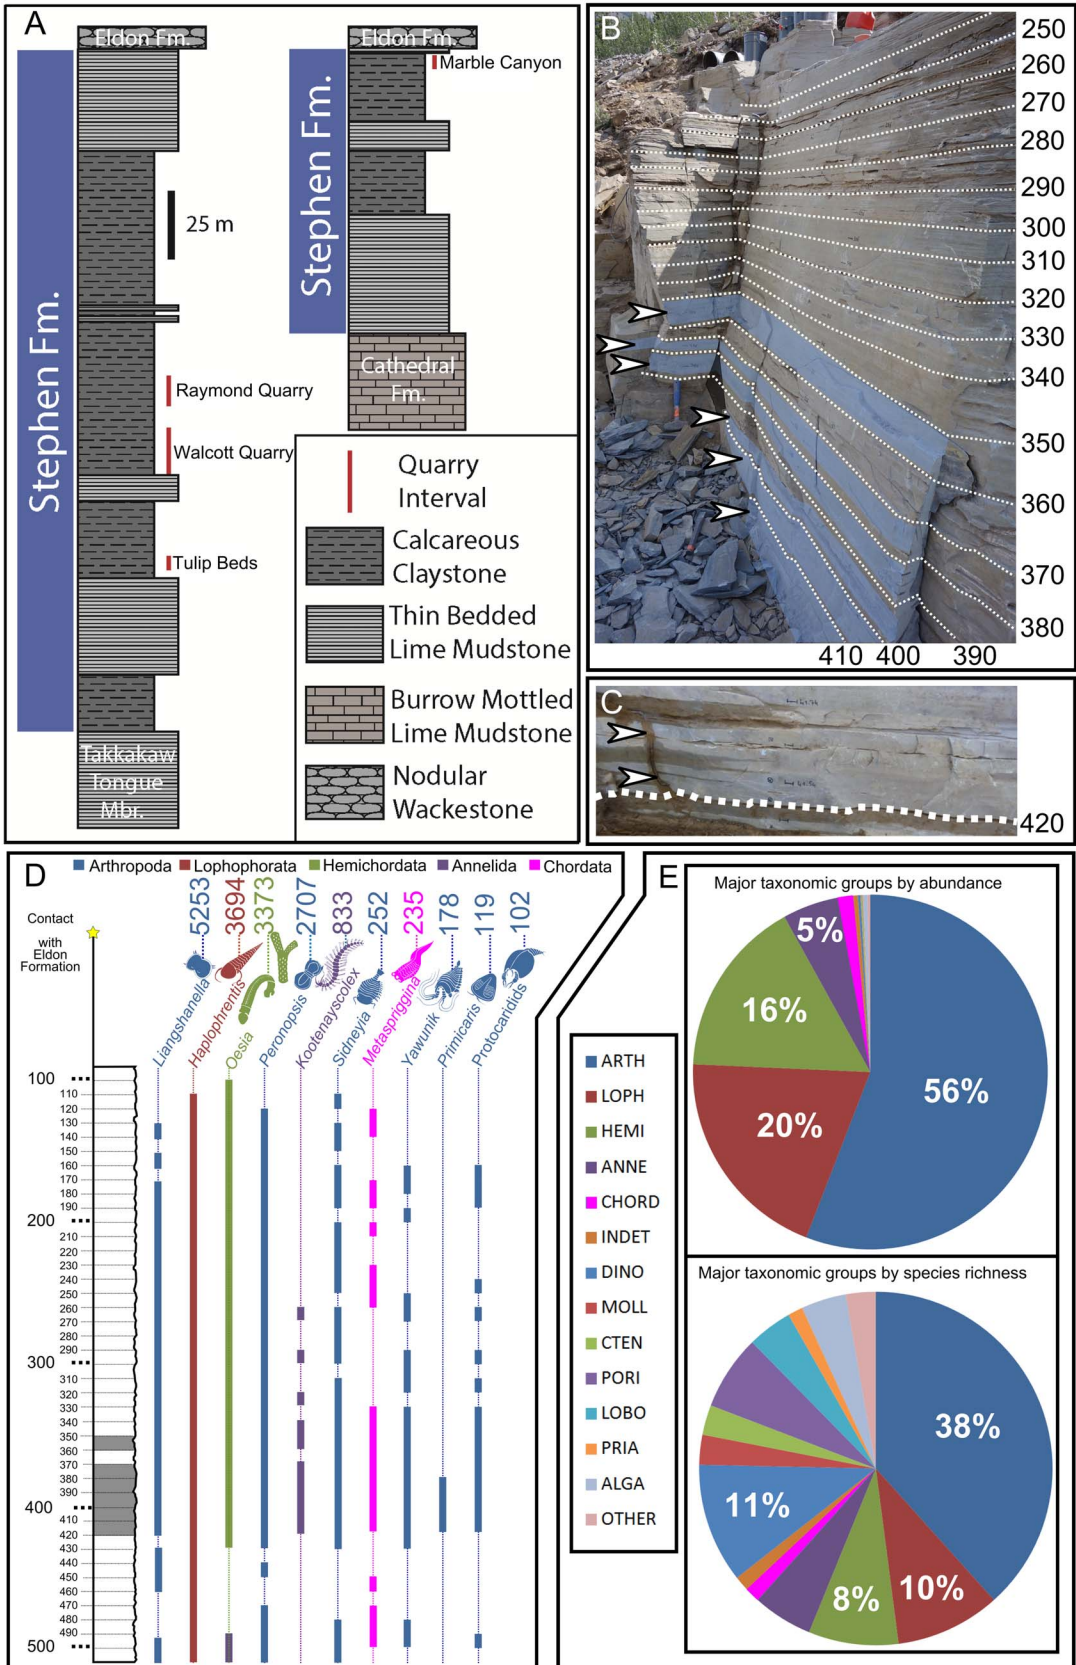 A
Eldon Fm.
Stephen Fm.
25 m
Raymond Quarry
Walcott Quarry
Tulip Beds
Takkakaw
Tongue
Mbr.
Eldon Fm.
Marble Canyon
Stephen Fm.
Cathedral
Fm.
Quarry
Interval
Calcareous
Claystone
Thin Bedded
Lime Mudstone
Burrow Mottled
Lime Mudstone
Nodular
Wackestone
B
250
260
270
280
290
300
310
320
330
340
350
360
370
380
410 400 390
C
420
D
Arthropoda Lophophorata Hemichordata Annelida Chordata
Contact
with Eldon
Formation
5253 3694 3373 2707 833 252 235 178 119 102
Liangshanella Haplophrentis Oesia Peronopsis Kootenayscolex Sidneyia Metaspriggina Yawunik Primicaris Protocaridids
100
110
120
130
140
150
160
170
180
190
200
210
220
230
240
250
260
270
280
290
300
310
320
330
340
350
360
370
380
390
400
410
420
430
440
450
460
470
480
490
500
E
Major taxonomic groups by abundance
5%
16%
20%
56%
ARTH
LOPH
HEMI
ANNE
CHORD
INDET
DINO
MOLL
CTEN
PORI
LOBO
PRIA
ALGA
OTHER
Major taxonomic groups by species richness
38%
11%
8%
10%